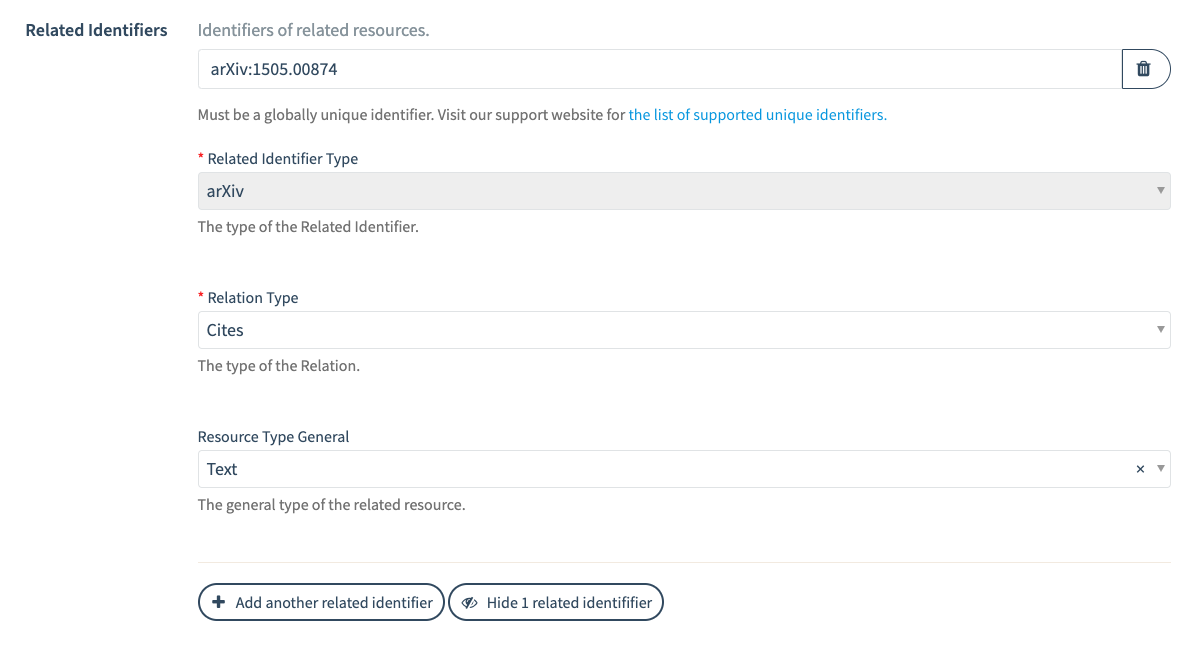 Related Identifiers
Identifiers of related resources.
arXiv:1505.00874
Must be a globally unique identifier. Visit our support website for the list of supported unique identifiers.
* Related Identifier Type
arXiv
The type of the Related Identifier.
* Relation Type
Cites
The type of the Relation.
Resource Type General
Text
The general type of the related resource.
Add another related identifier
Hide 1 related identififier